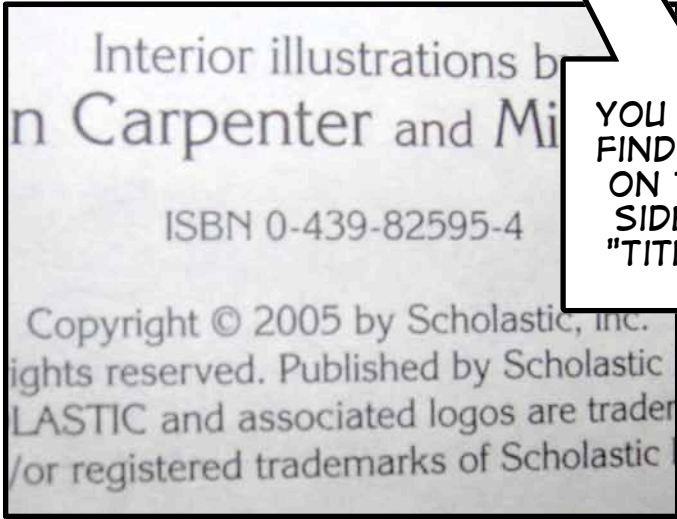 Interior illustrations b
n Carpenter and Mi
ISBN 0-439-82595-4
Copyright © 2005 by Scholastic, Inc.
ights reserved. Published by Scholastic
LASTIC and associated logos are trader
/or registered trademarks of Scholastic
YOU
FIND
ON
SIDE
"TITL